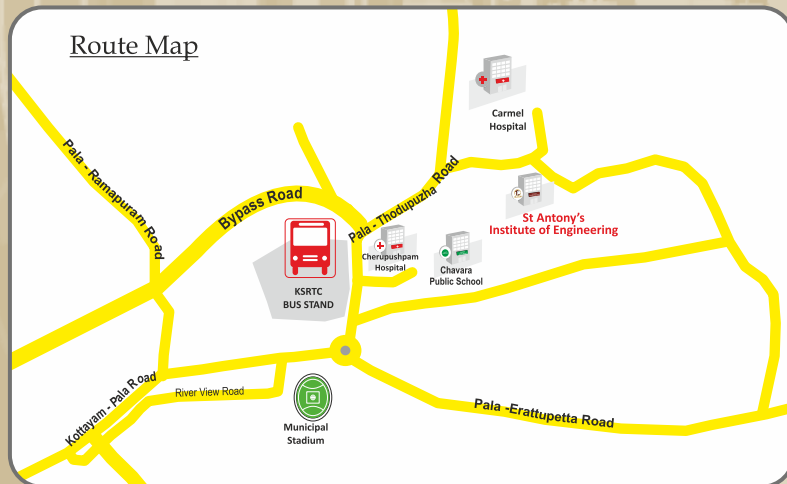 Route Map
Carmel
Hospital
Pala - Ramapuram Road
Bypass Road
Pala - Thodupuzha Road
St Antony's
Institute of Engineering
Cherupushpam
Hospital
Chavara
Public School
KSRTC
BUS STAND
Kottayam - Pala Road
River View Road
Pala -Erattupetta Road
Municipal
Stadium